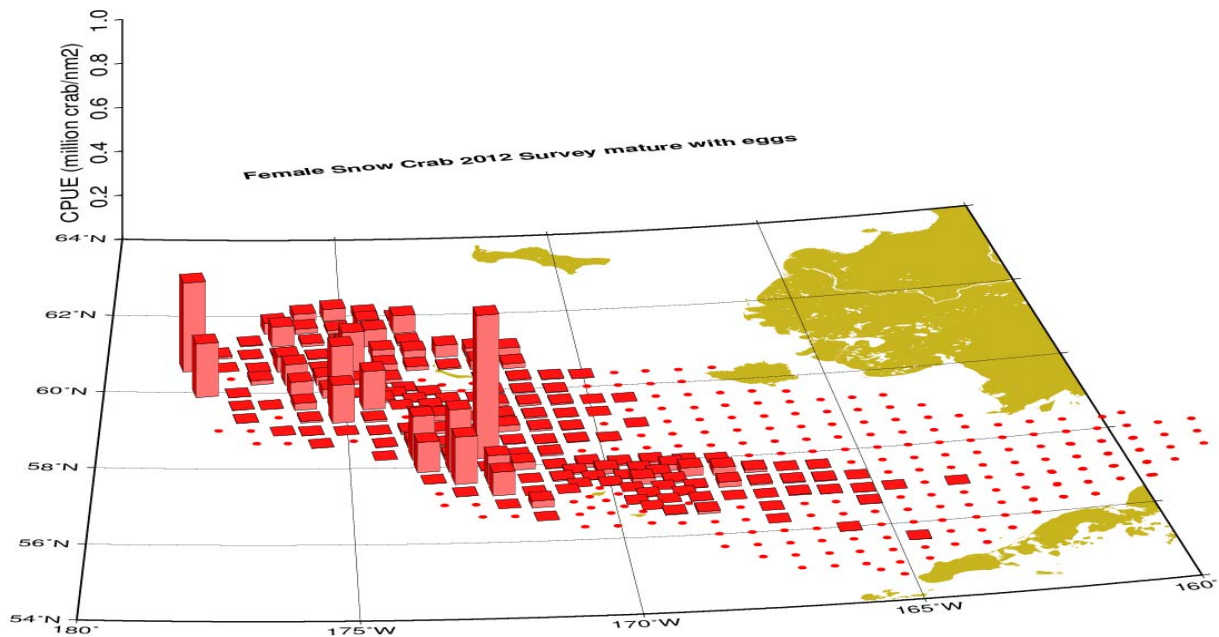 1.0
0.8
0.6
0.4
0.2
CPUE (million crab/nm2)
Female Snow Crab 2012 Survey mature with eggs
64°N
62°N
60°N
58°N
56°N
54°N
180°
175°W
170°W
165°W
160°